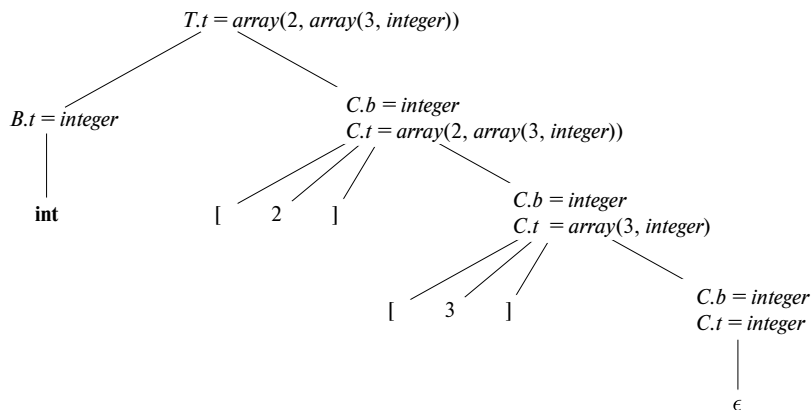 T.t = array(2, array(3, integer))
B.t = integer
C.b = integer
C.t = array(2, array(3, integer))
int
[ 2 ]
C.b = integer
C.t = array(3, integer)
[ 3 ]
C.b = integer
C.t = integer
ϵ